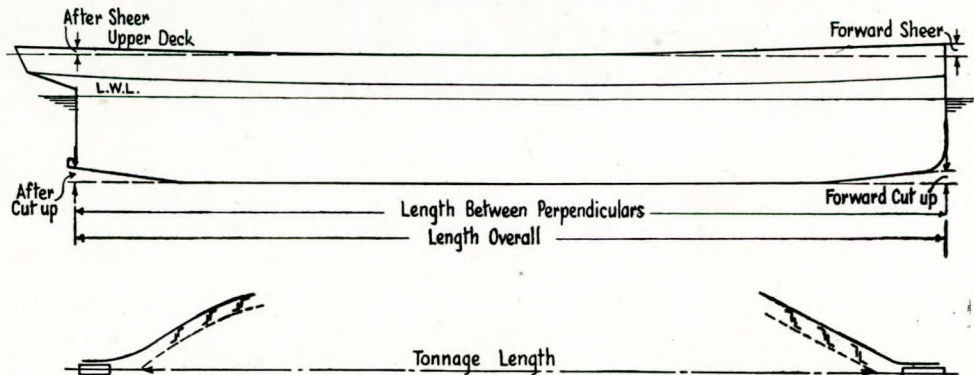 After Sheer
Upper Deck
Forward Sheer
L.W.L.
After
Cut up
Forward Cut up
Length Between Perpendiculars
Length Overall
Tonnage Length